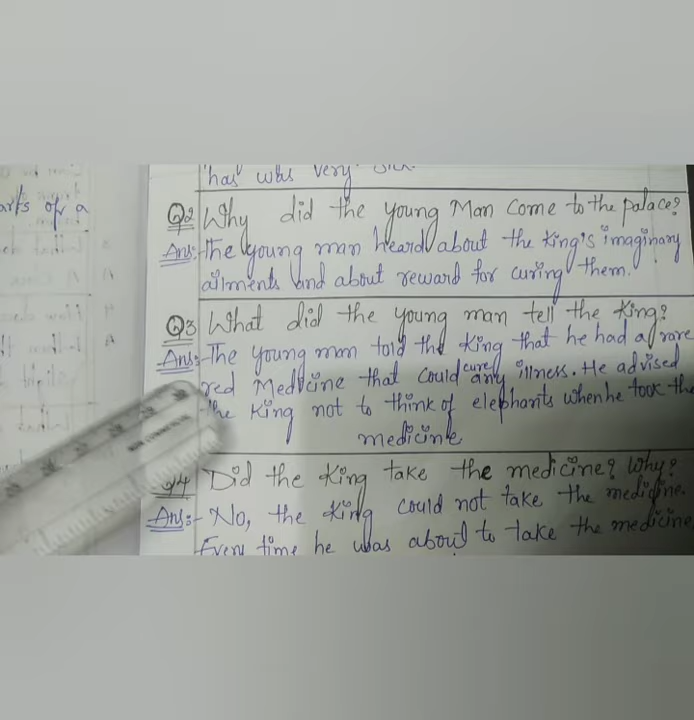 arts of a
has was very
Q2 Why did the young Man come to the palace?
Ans:- The young man heard about the King's imaginary
ailments and about reward for curing them.
Q3 What did the young man tell the King?
Ans:- The young man told the King that he had a rare
red Medicine that could cure any illness. He advised
the King not to think of elephants when he took the
medicine
Q4 Did the King take the medicine? Why?
Ans:- No, the King could not take the medicine.
Every time he was about to take the medicine